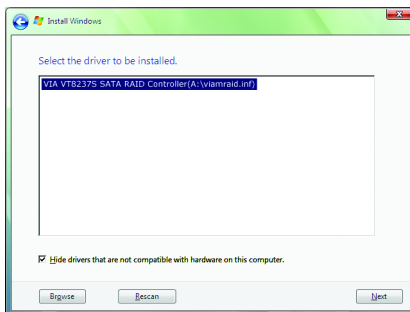 Install Windows
Select the driver to be installed.
VIA VT8237S SATA RAID Controller(A:\viamraid.inf)
Hide drivers that are not compatible with hardware on this computer.
Browse Rescan Next